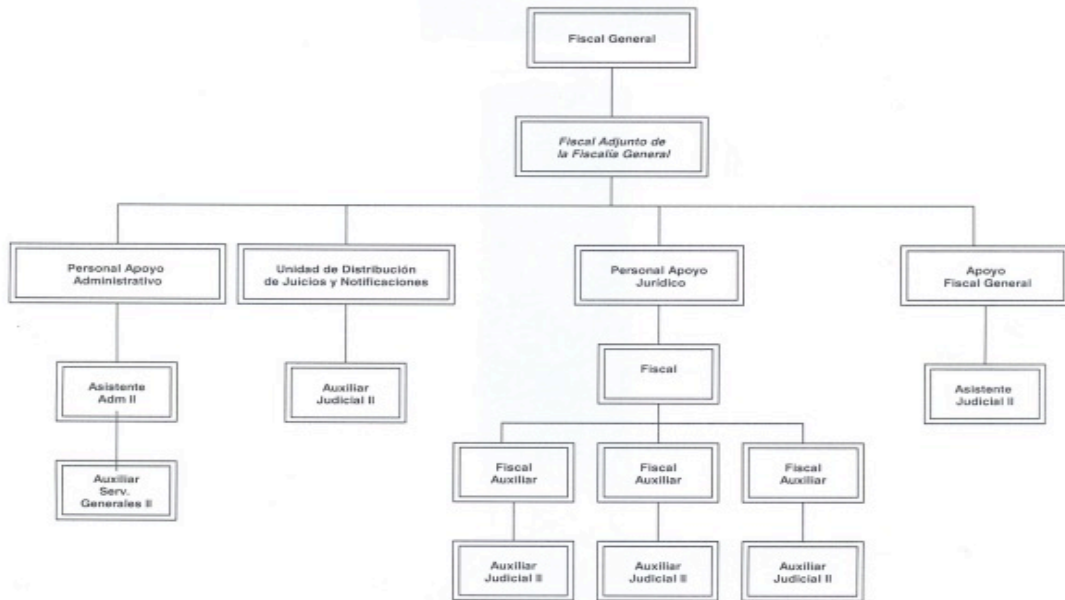 Fiscal General
Fiscal Adjunto de
la Fiscalía General
Personal Apoyo
Administrativo
Unidad de Distribución
de Juicios y Notificaciones
Personal Apoyo
Jurídico
Apoyo
Fiscal General
Asistente
Adm II
Auxiliar
Judicial II
Fiscal
Asistente
Judicial II
Auxiliar
Serv.
Generales II
Fiscal
Auxiliar
Fiscal
Auxiliar
Fiscal
Auxiliar
Auxiliar
Judicial II
Auxiliar
Judicial II
Auxiliar
Judicial II